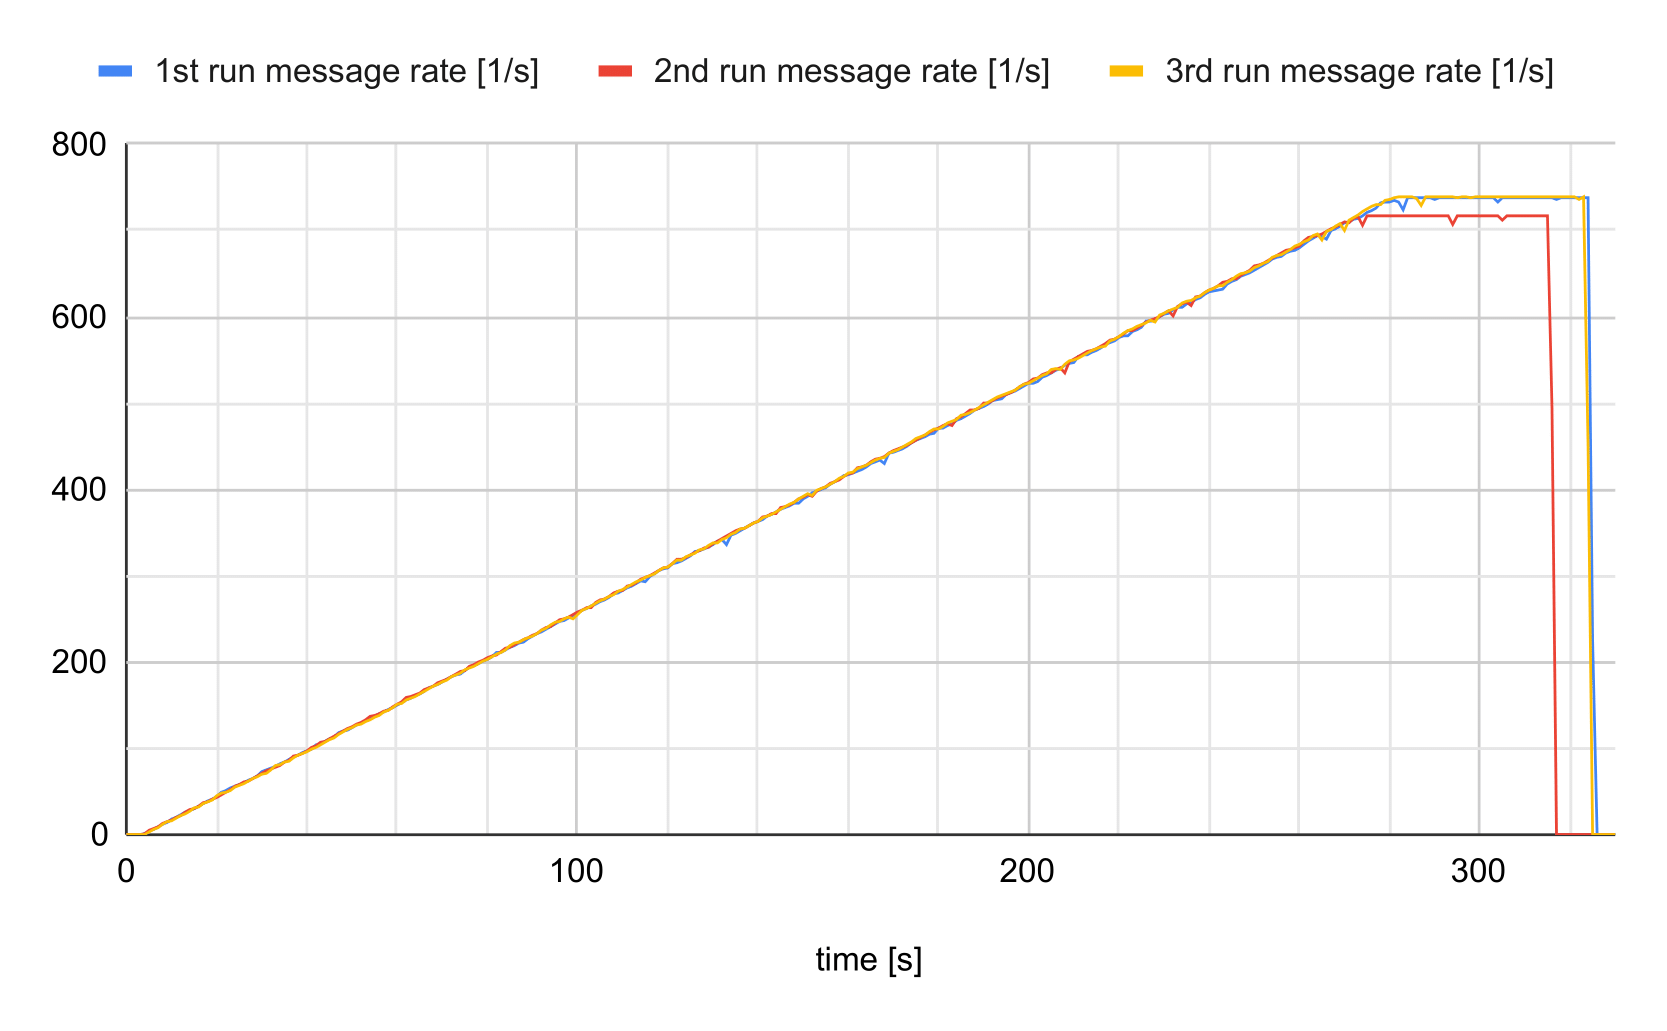 1st run message rate [1/s] 2nd run message rate [1/s] 3rd run message rate [1/s]
800
600
400
200
0
0 100 200 300
time [s]